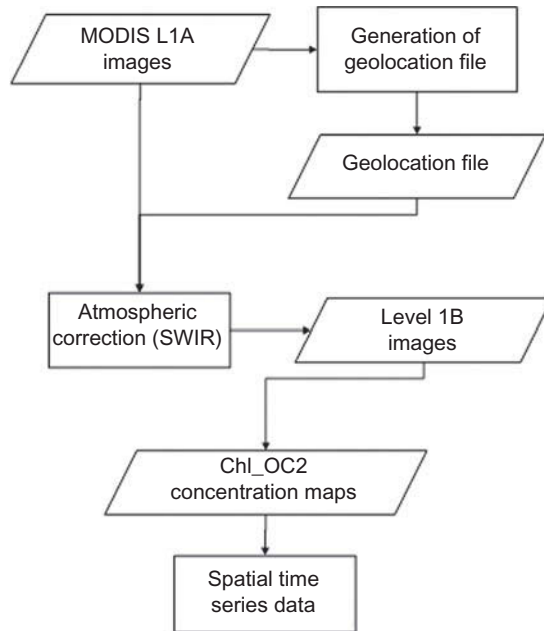 MODIS L1A
images
Generation of
geolocation file
Geolocation file
Atmospheric
correction (SWIR)
Level 1B
images
Chl_OC2
concentration maps
Spatial time
series data